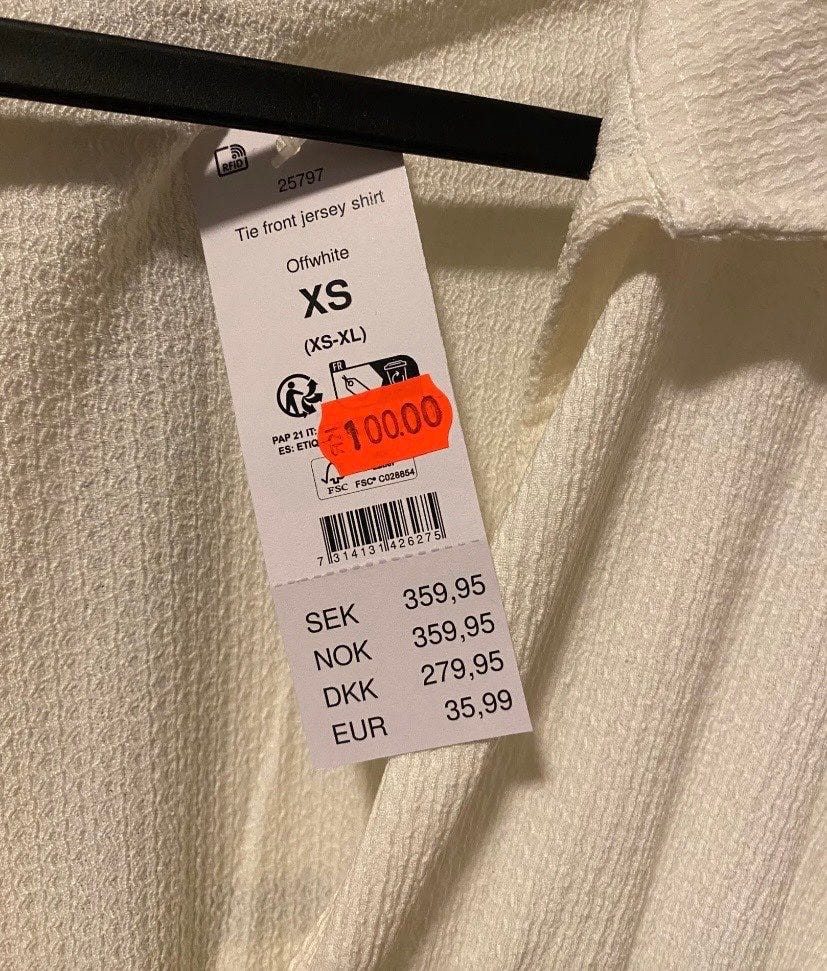 RFID
25797
Tie front jersey shirt
Offwhite
XS
(XS-XL)
FR
100.00
PAP 21 IT:
ES: ETIQ
FSC FSC® C028854
7 314131 426275
SEK 359,95
NOK 359,95
DKK 279,95
EUR 35,99